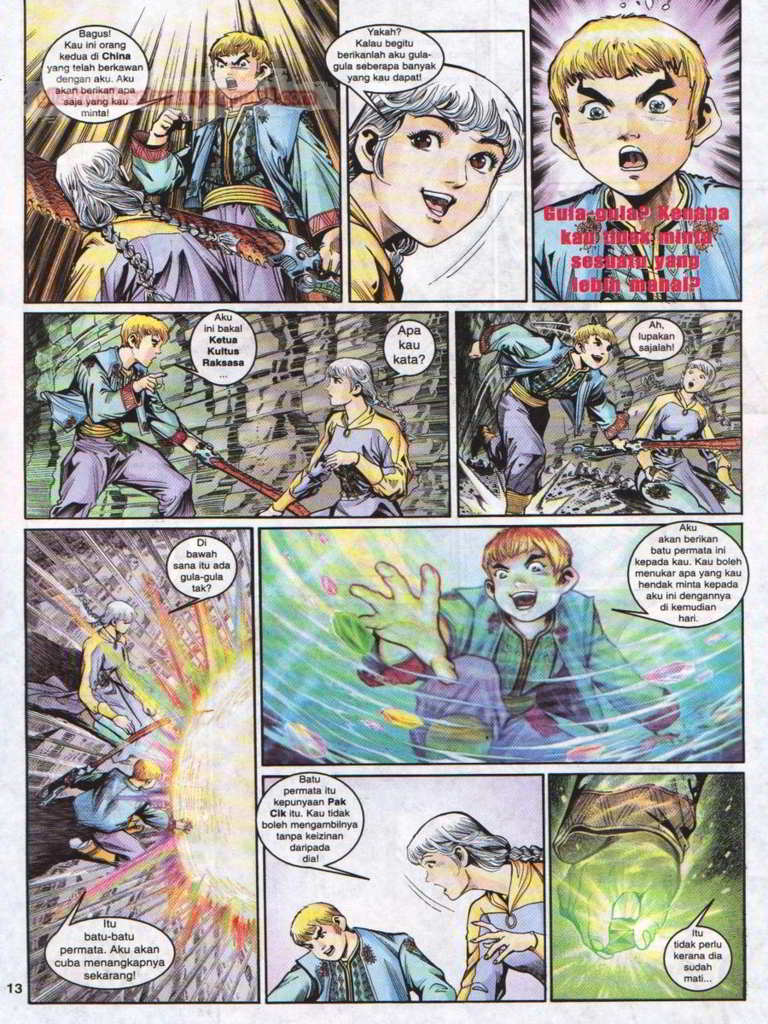 Bagus!
Kau ini orang
kedua di China
yang telah berkawan
dengan aku. Aku
akan berikan apa
saja yang kau
minta!
Yakah?
Kalau begitu
berikanlah aku gula-
gula seberapa banyak
yang kau dapat!
Gula-gula? Kenapa
kau tidak minta
sesuatu yang
lebih mahal?
Aku
ini bakal
Ketua
Kultus
Raksasa
...
Apa
kau
kata?
Ah,
lupakan
sajalah!
Di
bawah
sana itu ada
gula-gula
tak?
Itu
batu-batu
permata. Aku akan
cuba menangkapnya
sekarang!
Aku
akan berikan
batu permata ini
kepada kau. Kau boleh
menukar apa yang kau
hendak minta kepada
aku ini dengannya
di kemudian
hari.
Batu
permata itu
kepunyaan Pak
Cik itu. Kau tidak
boleh mengambilnya
tanpa keizinan
daripada
dia!
Itu
tidak perlu
kerana dia
sudah
mati...
13